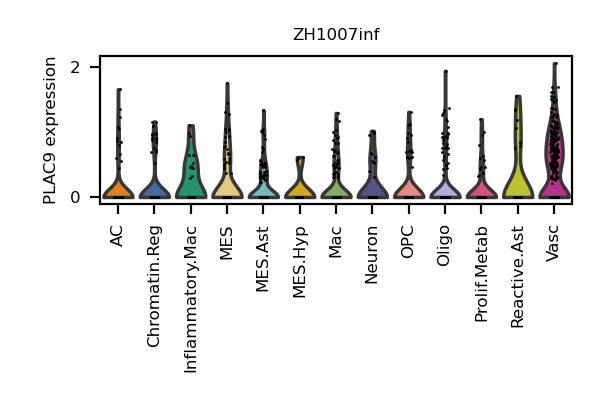 ZH1007inf
PLAC9 expression
2
0
AC
Chromatin.Reg
Inflammatory.Mac
MES
MES.Ast
MES.Hyp
Mac
Neuron
OPC
Oligo
Prolif.Metab
Reactive.Ast
Vasc